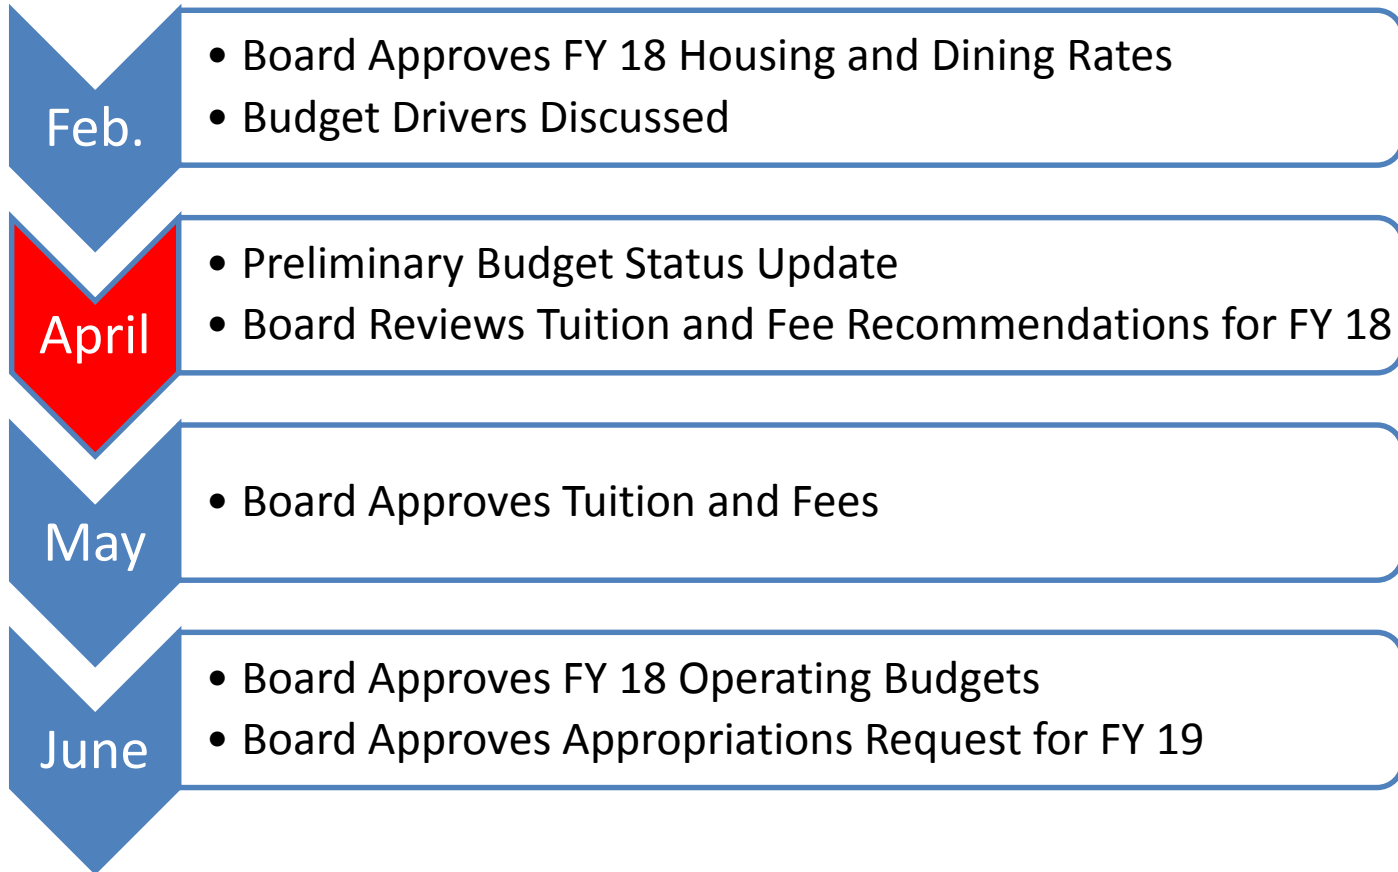 Feb.
• Board Approves FY 18 Housing and Dining Rates
• Budget Drivers Discussed
April
• Preliminary Budget Status Update
• Board Reviews Tuition and Fee Recommendations for FY 18
May
• Board Approves Tuition and Fees
June
• Board Approves FY 18 Operating Budgets
• Board Approves Appropriations Request for FY 19